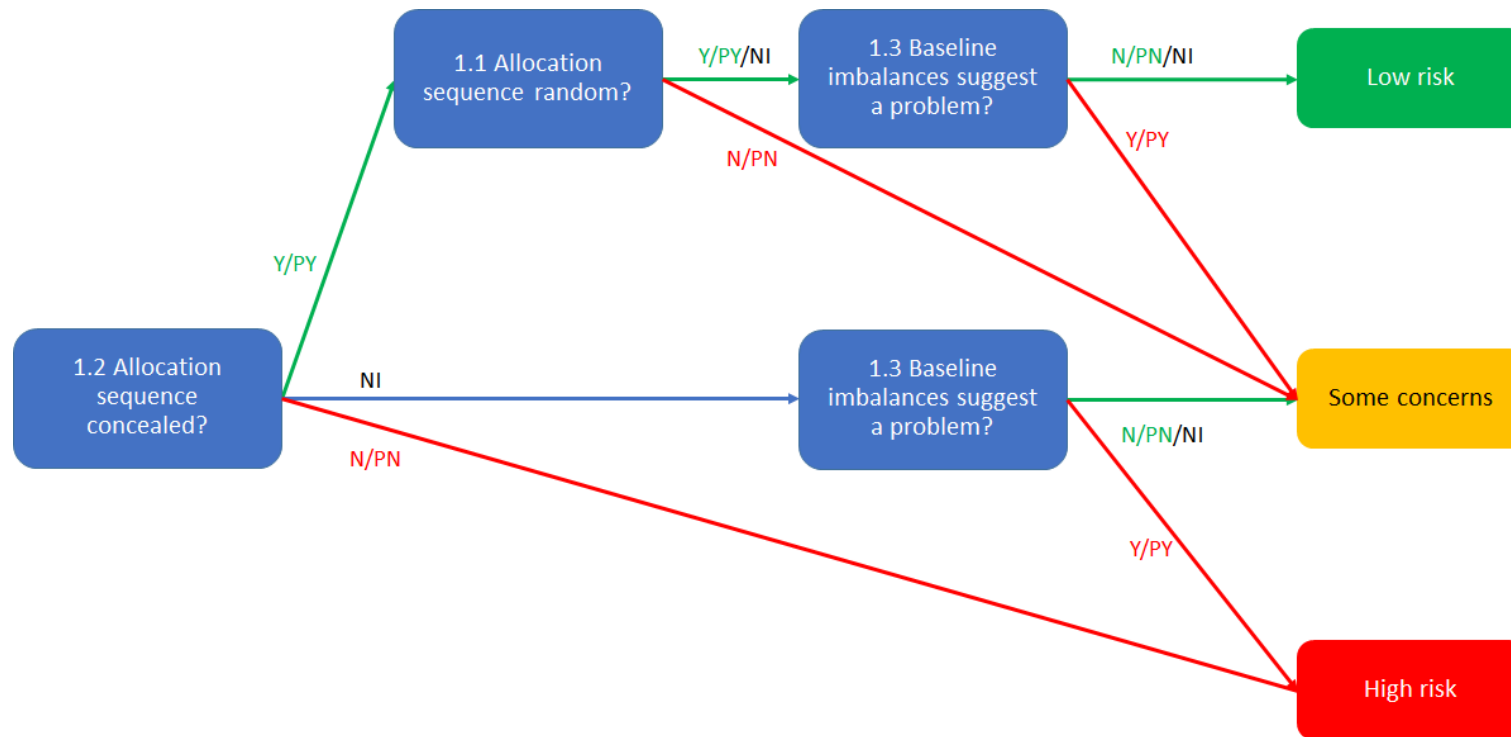 1.1 Allocation
sequence random?
Y/PY/NI
1.3 Baseline
imbalances suggest
a problem?
N/PN/NI
Low risk
N/PN
Y/PY
Y/PY
1.2 Allocation
sequence
concealed?
NI
N/PN
1.3 Baseline
imbalances suggest
a problem?
Some concerns
N/PN/NI
Y/PY
High risk